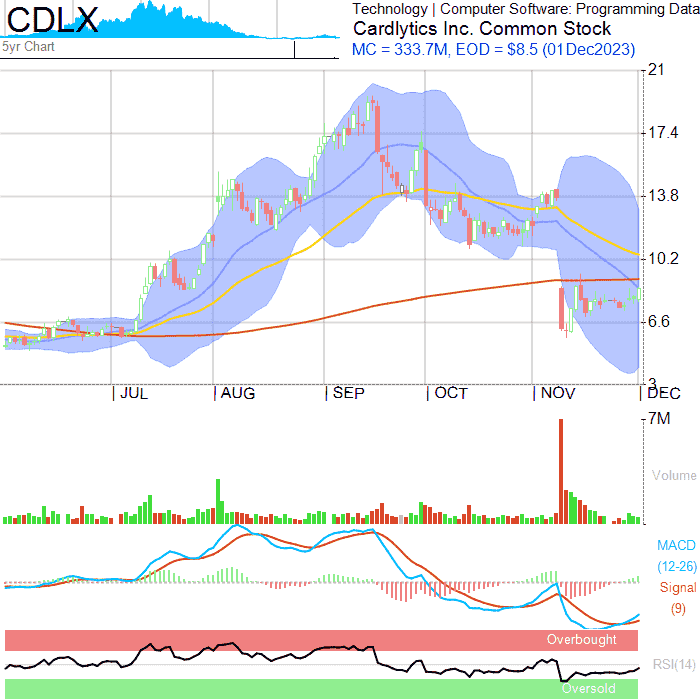 CDLX
5yr Chart
Technology | Computer Software: Programming Data
Cardlytics Inc. Common Stock
MC = 333.7M, EOD = $8.5 (01Dec2023)
21
17.4
13.8
10.2
6.6
3
JUL
AUG
SEP
OCT
NOV
DEC
7M
Volume
MACD
(12-26)
Signal
(9)
Overbought
RSI(14)
Oversold